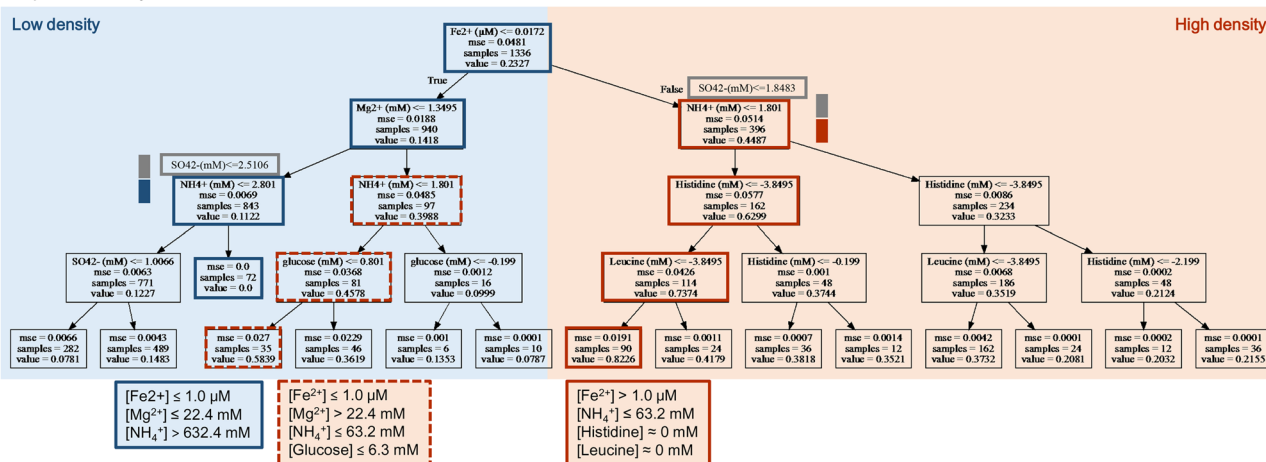 Low density
High density
Fe2+ (µM) <= 0.0172
mse = 0.0481
samples = 1336
value = 0.2327
True
False
SO42-(mM)<=1.8483
Mg2+ (mM) <= 1.3495
mse = 0.0188
samples = 940
value = 0.1418
NH4+ (mM) <= 1.801
mse = 0.0514
samples = 396
value = 0.4487
SO42-(mM)<=2.5106
NH4+ (mM) <= 2.801
mse = 0.0069
samples = 843
value = 0.1122
NH4+ (mM) <= 1.801
mse = 0.0485
samples = 97
value = 0.3988
Histidine (mM) <= -3.8495
mse = 0.0577
samples = 162
value = 0.6299
Histidine (mM) <= -3.8495
mse = 0.0086
samples = 234
value = 0.3233
SO42- (mM) <= 1.0066
mse = 0.0063
samples = 771
value = 0.1227
mse = 0.0
samples = 72
value = 0.0
glucose (mM) <= 0.801
mse = 0.0368
samples = 81
value = 0.4578
glucose (mM) <= -0.199
mse = 0.0012
samples = 16
value = 0.0999
Leucine (mM) <= -3.8495
mse = 0.0426
samples = 114
value = 0.7374
Histidine (mM) <= -0.199
mse = 0.001
samples = 48
value = 0.3744
Leucine (mM) <= -3.8495
mse = 0.0068
samples = 186
value = 0.3519
Histidine (mM) <= -2.199
mse = 0.0002
samples = 48
value = 0.2124
mse = 0.0066
samples = 282
value = 0.0781
mse = 0.0043
samples = 489
value = 0.1483
mse = 0.027
samples = 35
value = 0.5839
mse = 0.0229
samples = 46
value = 0.3619
mse = 0.001
samples = 6
value = 0.1353
mse = 0.0001
samples = 10
value = 0.0787
mse = 0.0191
samples = 90
value = 0.8226
mse = 0.0011
samples = 24
value = 0.4179
mse = 0.0007
samples = 36
value = 0.3818
mse = 0.0014
samples = 12
value = 0.3521
mse = 0.0042
samples = 162
value = 0.3732
mse = 0.0001
samples = 24
value = 0.2081
mse = 0.0002
samples = 12
value = 0.2032
mse = 0.0001
samples = 36
value = 0.2155
[Fe2+] ≤ 1.0 µM
[Mg²⁺] ≤ 22.4 mM
[NH₄⁺] > 632.4 mM
[Fe²⁺] ≤ 1.0 µM
[Mg²⁺] > 22.4 mM
[NH₄⁺] ≤ 63.2 mM
[Glucose] ≤ 6.3 mM
[Fe²⁺] > 1.0 µM
[NH₄⁺] ≤ 63.2 mM
[Histidine] ≈ 0 mM
[Leucine] ≈ 0 mM